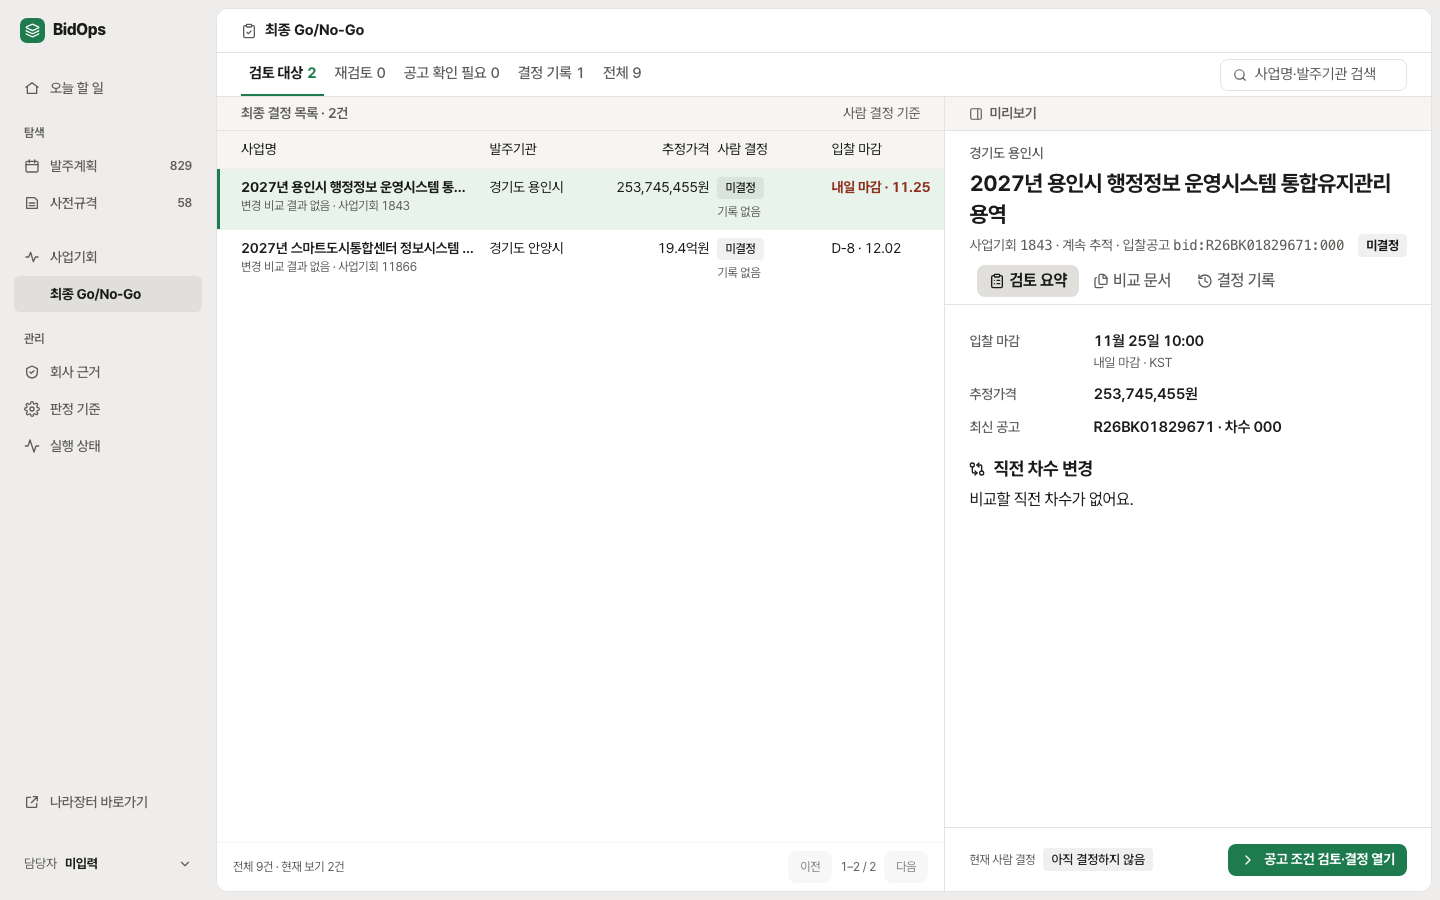 BidOps
오늘 할 일
탐색
발주계획 829
사전규격 58
사업기회
최종 Go/No-Go
관리
회사 근거
판정 기준
실행 상태
나라장터 바로가기
담당자 미입력
최종 Go/No-Go
검토 대상 2 재검토 0 공고 확인 필요 0 결정 기록 1 전체 9
사업명·발주기관 검색
최종 결정 목록 · 2건 사람 결정 기준
사업명 발주기관 추정가격 사람 결정 입찰 마감
2027년 용인시 행정정보 운영시스템 통... 경기도 용인시 253,745,455원 미결정 내일 마감 · 11.25
변경 비교 결과 없음 · 사업기회 1843 기록 없음
2027년 스마트도시통합센터 정보시스템 ... 경기도 안양시 19.4억원 미결정 D-8 · 12.02
변경 비교 결과 없음 · 사업기회 11866 기록 없음
전체 9건 · 현재 보기 2건 이전 1–2 / 2 다음
미리보기
경기도 용인시
2027년 용인시 행정정보 운영시스템 통합유지관리
용역
사업기회 1843 · 계속 추적 · 입찰공고 bid:R26BK01829671:000 미결정
검토 요약 비교 문서 결정 기록
입찰 마감 11월 25일 10:00
내일 마감 · KST
추정가격 253,745,455원
최신 공고 R26BK01829671 · 차수 000
직전 차수 변경
비교할 직전 차수가 없어요.
현재 사람 결정 아직 결정하지 않음 공고 조건 검토·결정 열기